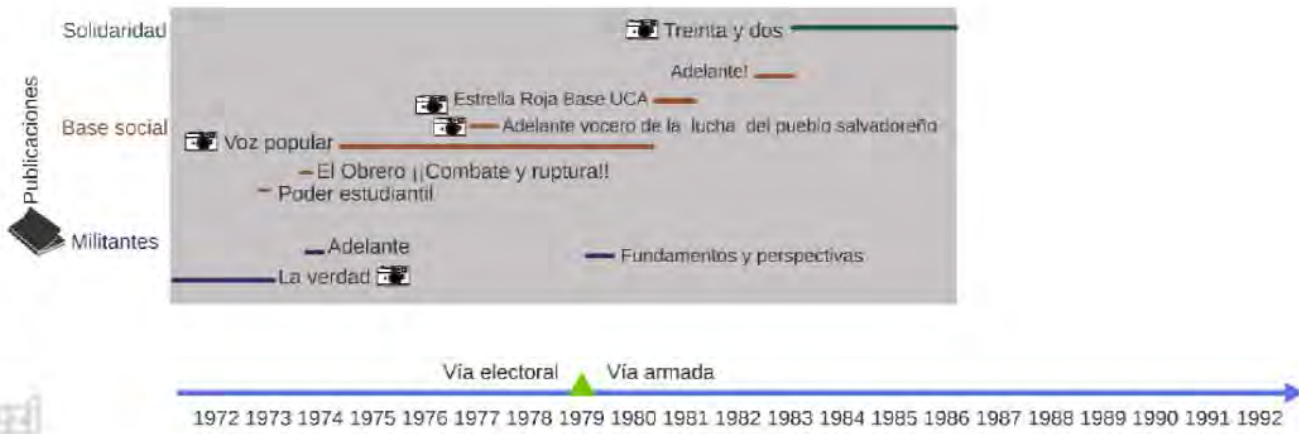 Publicaciones
Solidaridad
Treinta y dos
Adelante!
Estrella Roja Base UCA
Base social
Adelante vocero de la lucha del pueblo salvadoreño
Voz popular
El Obrero ¡¡Combate y ruptura!!
Poder estudiantil
Militantes
Adelante
Fundamentos y perspectivas
La verdad
Vía electoral Vía armada
1972 1973 1974 1975 1976 1977 1978 1979 1980 1981 1982 1983 1984 1985 1986 1987 1988 1989 1990 1991 1992